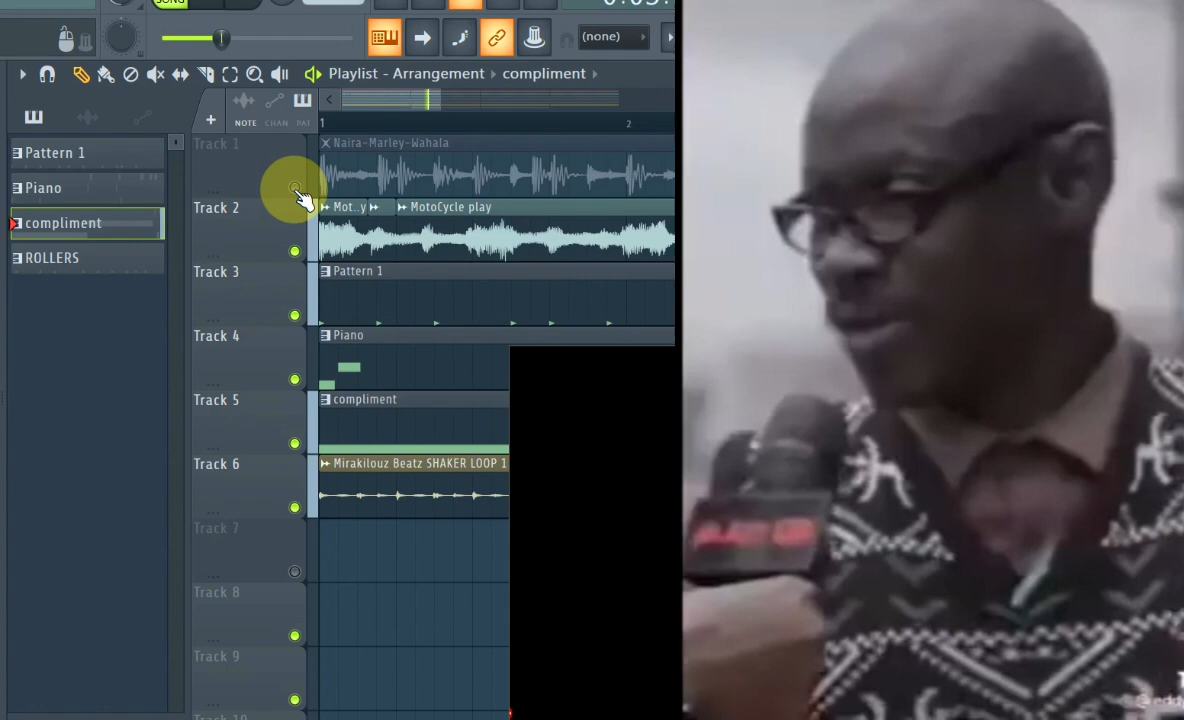 SONG
(none)
Playlist - Arrangement
compliment
NOTE CHAN PAT
1
2
Pattern 1
Piano
compliment
ROLLERS
Track 1
Naira-Marley-Wahala
Track 2
Mot..y
MotoCycle play
Track 3
Pattern 1
Track 4
Piano
Track 5
compliment
Track 6
Mirakilouz Beatz SHAKER LOOP 1
Track 7
Track 8
Track 9